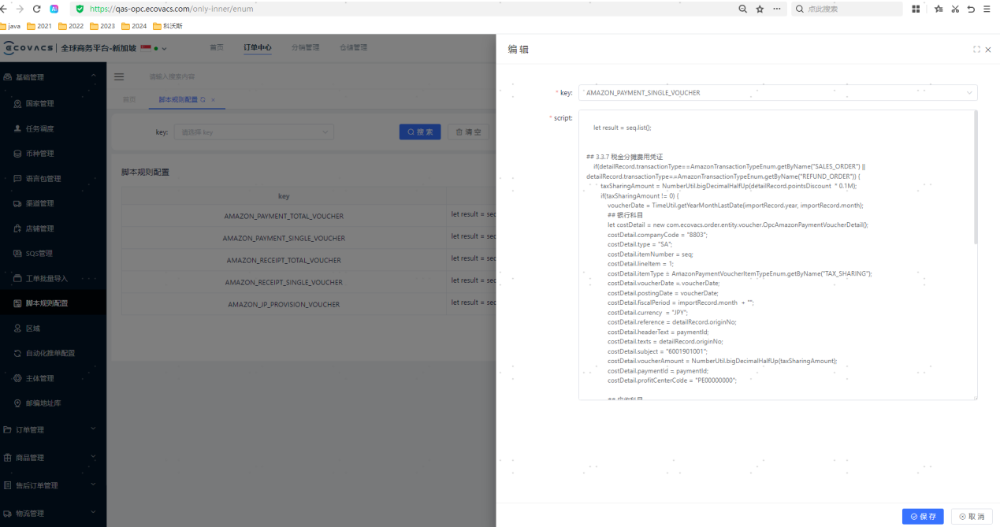 https://qas-opc.ecovacs.com/only-inner/enum
点此搜索
java 2021 2022 2023 2024 科沃斯
ECOVACS 全球商务平台-新加坡
首页 订单中心 分销管理 仓储管理
基础管理
国家管理
任务调度
币种管理
语言包管理
渠道管理
店铺管理
SQS管理
工单批量导入
脚本规则配置
区域
自动化推单配置
主体管理
邮编地址库
订单管理
商品管理
售后订单管理
物流管理
请输入搜索内容
首页 脚本规则配置
key: 请选择 key 搜 索 清 空
脚本规则配置
key
AMAZON_PAYMENT_TOTAL_VOUCHER let result = seq
AMAZON_PAYMENT_SINGLE_VOUCHER let result = seq
AMAZON_RECEIPT_TOTAL_VOUCHER let result = seq
AMAZON_RECEIPT_SINGLE_VOUCHER let result = seq
AMAZON_JP_PROVISION_VOUCHER let result = seq
编 辑
* key: AMAZON_PAYMENT_SINGLE_VOUCHER
* script:
let result = seq.list();
## 3.3.7 税金分摊费用凭证
if(detailRecord.transactionType==AmazonTransactionTypeEnum.getByName("SALES_ORDER") ||
detailRecord.transactionType==AmazonTransactionTypeEnum.getByName("REFUND_ORDER")) {
taxSharingAmount = NumberUtil.bigDecimalHalfUp(detailRecord.pointsDiscount * 0.1M);
if(taxSharingAmount != 0) {
voucherDate = TimeUtil.getYearMonthLastDate(importRecord.year, importRecord.month);
## 银行科目
let costDetail = new com.ecovacs.order.entity.voucher.OpcAmazonPaymentVoucherDetail();
costDetail.companyCode = "8803";
costDetail.type = "SA";
costDetail.itemNumber = seq;
costDetail.lineItem = 1;
costDetail.itemType = AmazonPaymentVoucherItemTypeEnum.getByName("TAX_SHARING");
costDetail.voucherDate = voucherDate;
costDetail.postingDate = voucherDate;
costDetail.fiscalPeriod = importRecord.month + "";
costDetail.currency = "JPY";
costDetail.reference = detailRecord.originNo;
costDetail.headerText = paymentId;
costDetail.texts = detailRecord.originNo;
costDetail.subject = "6001901001";
costDetail.voucherAmount = NumberUtil.bigDecimalHalfUp(taxSharingAmount);
costDetail.paymentId = paymentId;
costDetail.profitCenterCode = "PE00000000";
保 存 取 消